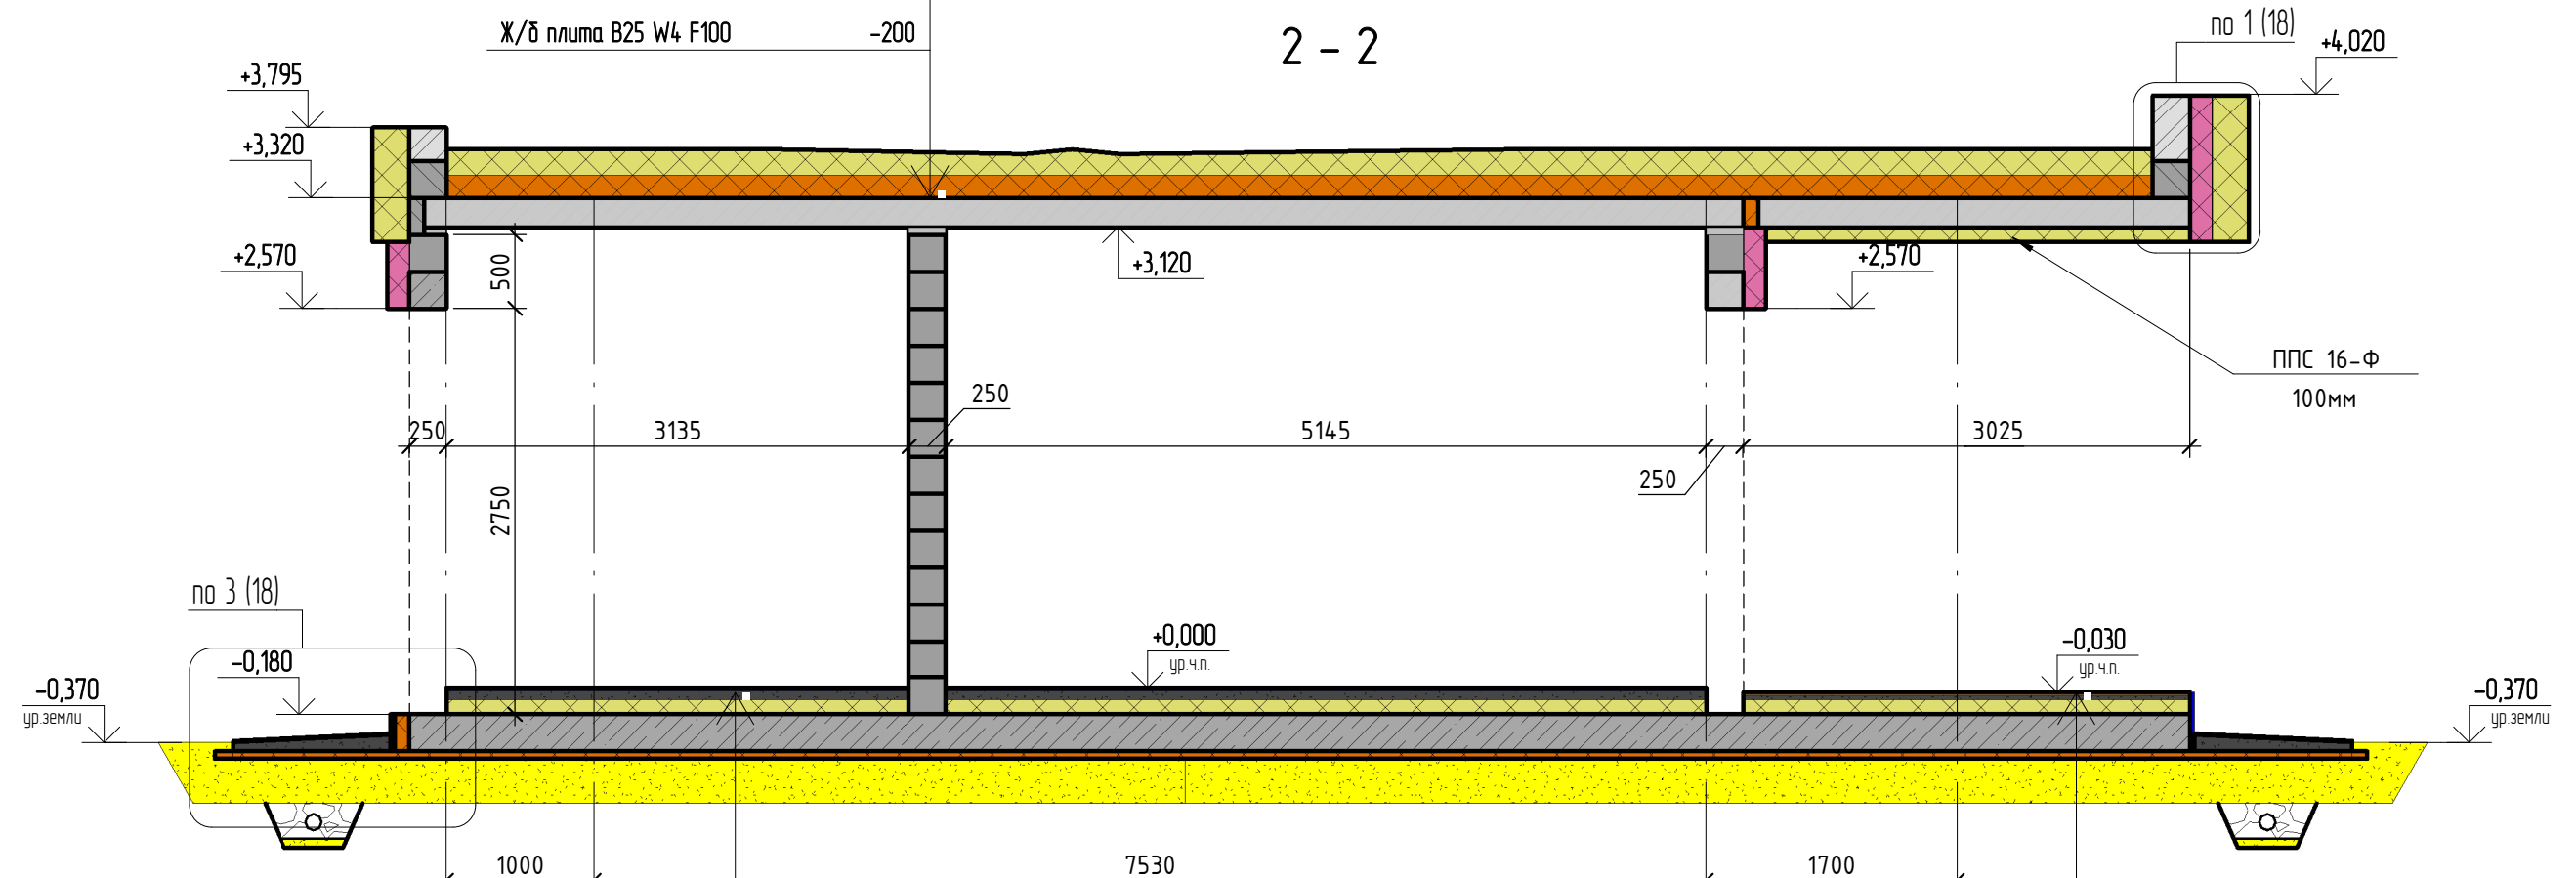 Ж/б плита В25 W4 F100 -200
2 - 2
по 1 (18)
+4,020
+3,795
+3,320
+2,570
500
+3,120
+2,570
ППС 16-Ф
100мм
250
250
3135
5145
3025
250
2750
по 3 (18)
-0,180
+0,000
ур.ч.п.
-0,030
ур.ч.п.
-0,370
ур.земли
-0,370
ур.земли
1000
7530
1700